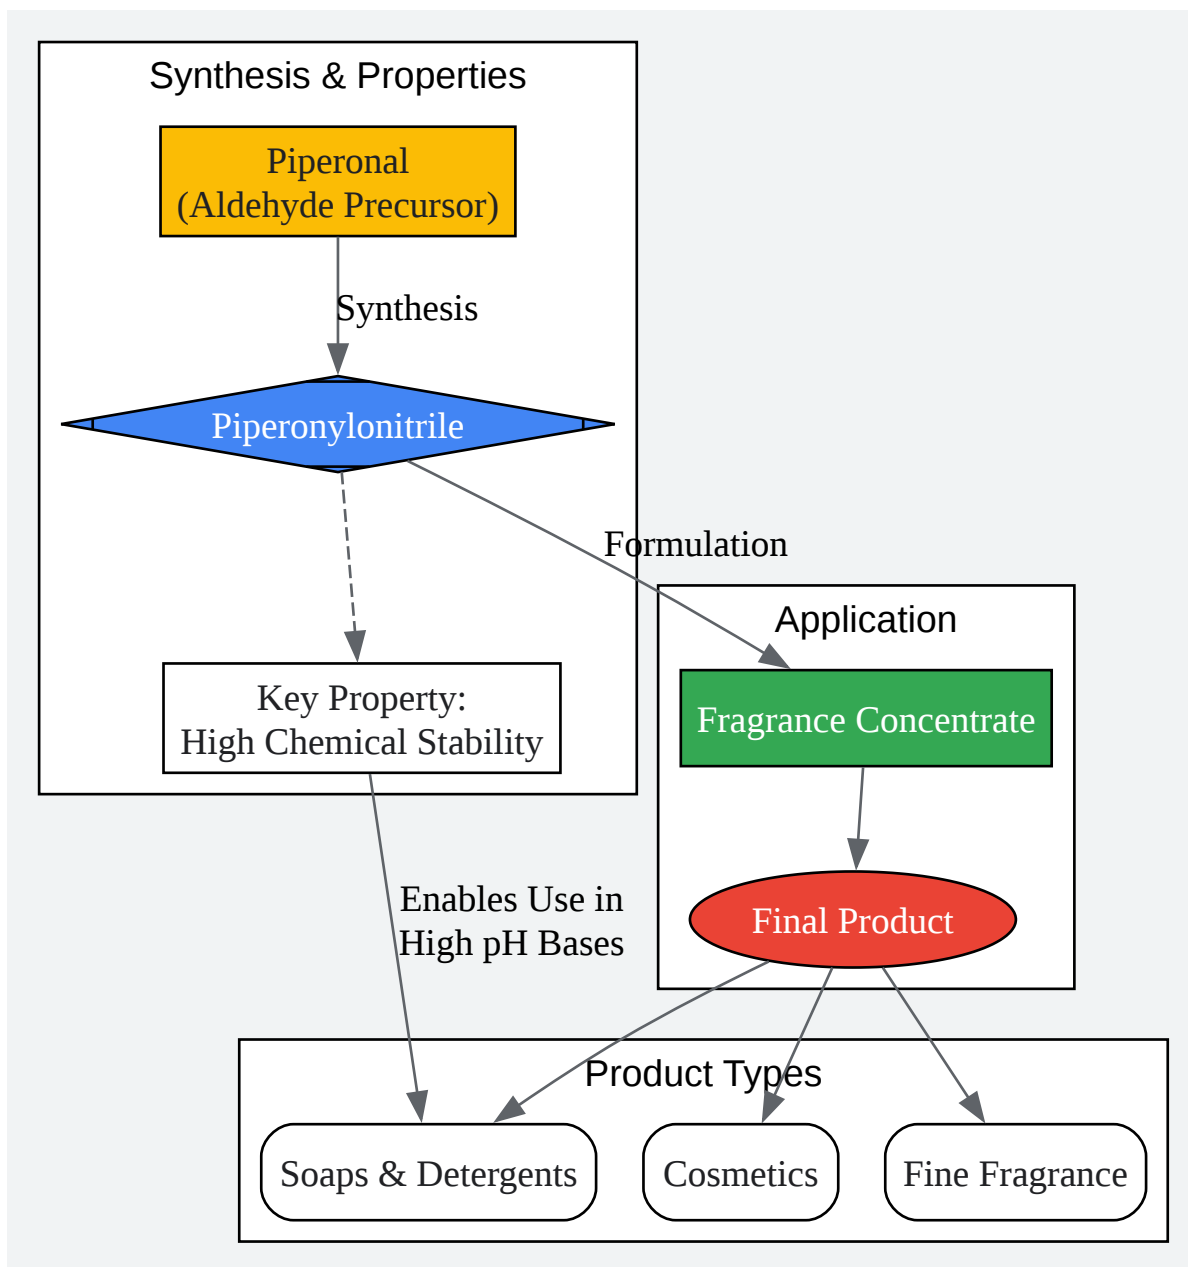 Synthesis & Properties
Piperonal
(Aldehyde Precursor)
Synthesis
Piperonylonitrile
Formulation
Key Property:
High Chemical Stability
Application
Fragrance Concentrate
Enables Use in
High pH Bases
Final Product
Product Types
Soaps & Detergents
Cosmetics
Fine Fragrance